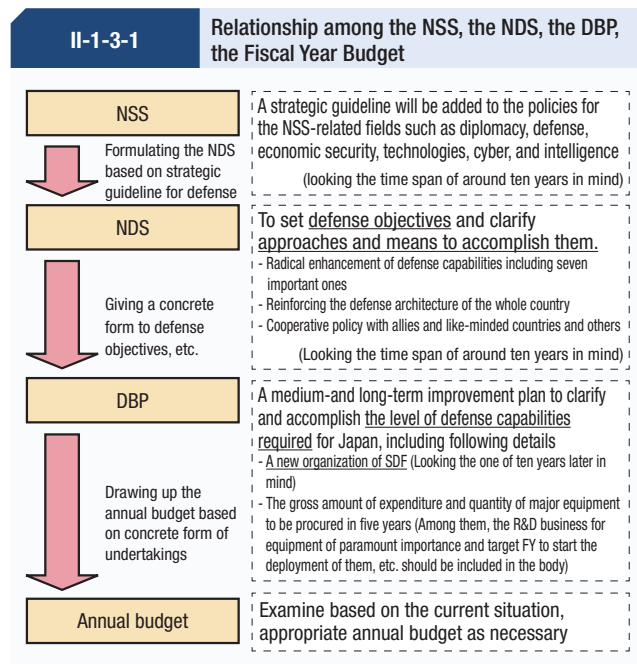 II-1-3-1
Relationship among the NSS, the NDS, the DBP,
the Fiscal Year Budget
NSS
A strategic guideline will be added to the policies for
the NSS-related fields such as diplomacy, defense,
economic security, technologies, cyber, and intelligence
(looking the time span of around ten years in mind)
Formulating the NDS
based on strategic
guideline for defense
NDS
To set defense objectives and clarify
approaches and means to accomplish them.
- Radical enhancement of defense capabilities including seven
important ones
- Reinforcing the defense architecture of the whole country
- Cooperative policy with allies and like-minded countries and others
(Looking the time span of around ten years in mind)
Giving a concrete
form to defense
objectives, etc.
DBP
A medium-and long-term improvement plan to clarify
and accomplish the level of defense capabilities
required for Japan, including following details
- A new organization of SDF (Looking the one of ten years later in
mind)
- The gross amount of expenditure and quantity of major equipment
to be procured in five years (Among them, the R&D business for
equipment of paramount importance and target FY to start the
deployment of them, etc. should be included in the body)
Drawing up the
annual budget based
on concrete form of
undertakings
Annual budget
Examine based on the current situation,
appropriate annual budget as necessary